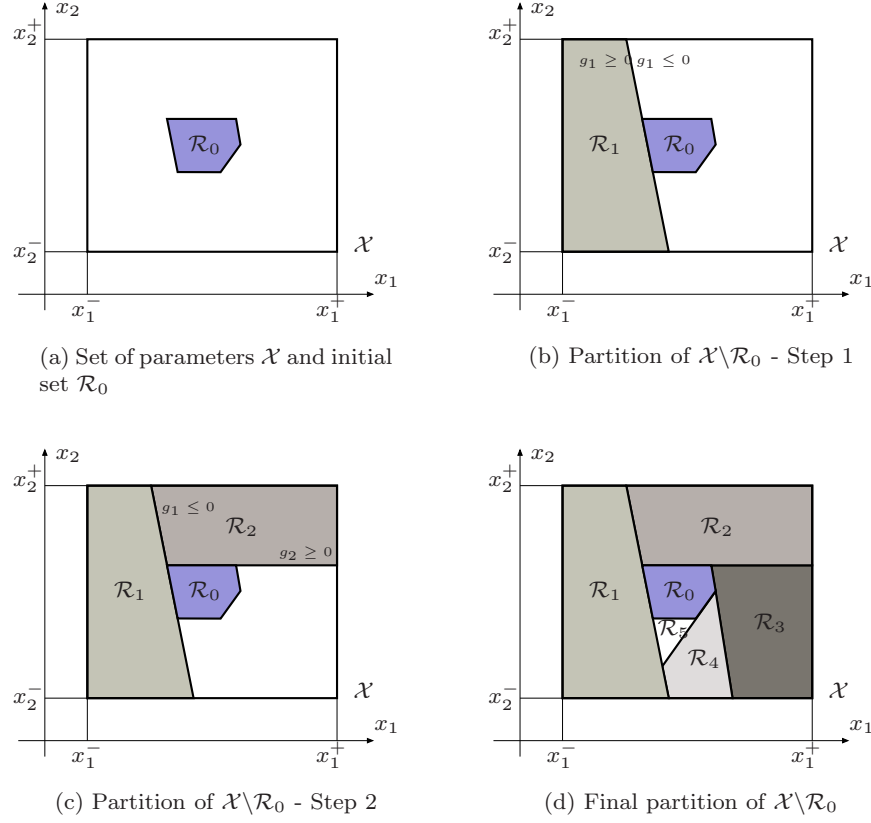 x₂
x₂⁺
R₀
x₂⁻
X
x₁
x₁⁻
x₁⁺
(a) Set of parameters X and initial
set R₀
x₂
x₂⁺
g₁ ≥ 0 g₁ ≤ 0
R₁
R₀
x₂⁻
X
x₁
x₁⁻
x₁⁺
(b) Partition of X\R₀ - Step 1
x₂
x₂⁺
g₁ ≤ 0
R₂
g₂ ≥ 0
R₁
R₀
x₂⁻
X
x₁
x₁⁻
x₁⁺
(c) Partition of X\R₀ - Step 2
x₂
x₂⁺
R₂
R₁
R₀
R₃
R₅
R₄
x₂⁻
X
x₁
x₁⁻
x₁⁺
(d) Final partition of X\R₀